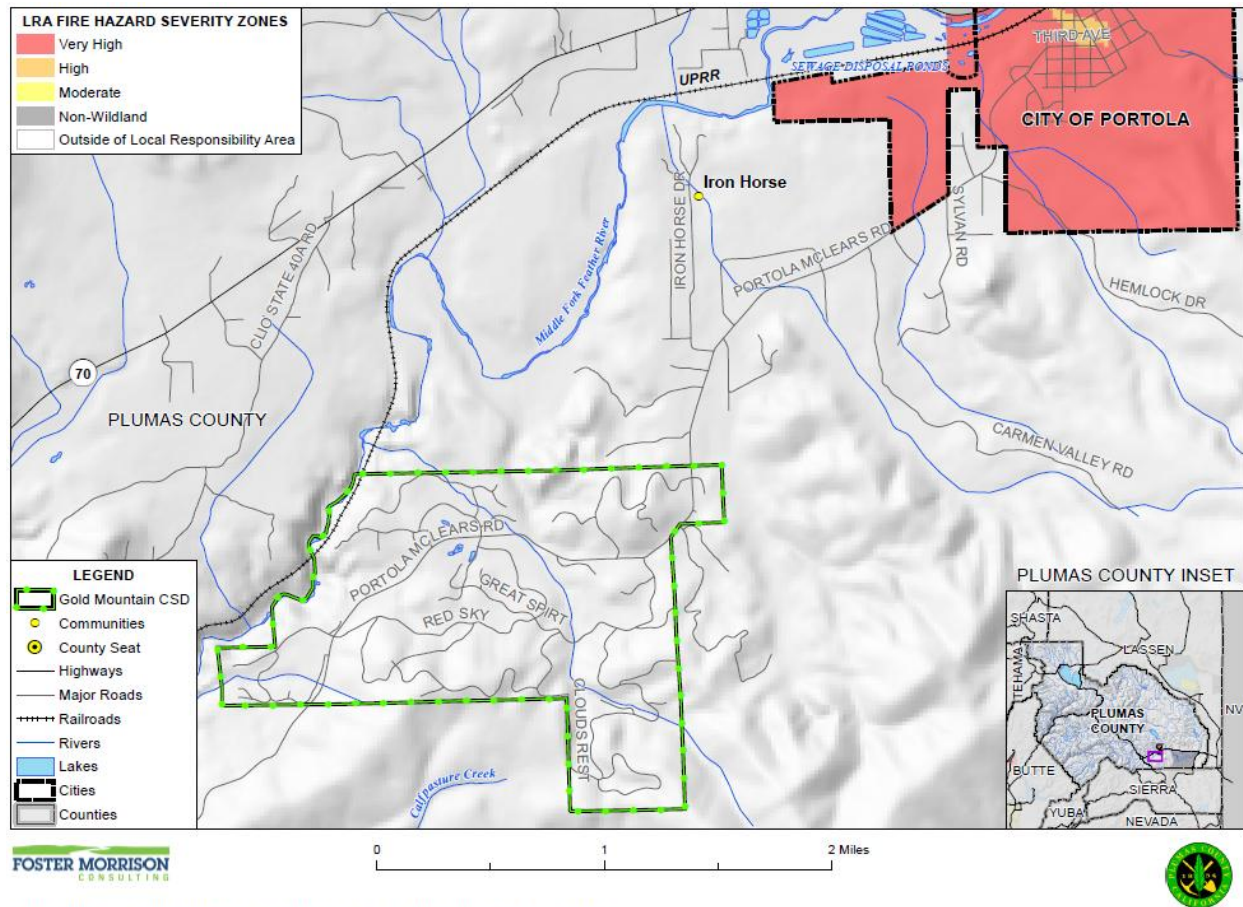 LRA FIRE HAZARD SEVERITY ZONES
Very High
High
Moderate
Non-Wildland
Outside of Local Responsibility Area
THIRD AVE
SEWAGE DISPOSAL PONDS
UPRR
CITY OF PORTOLA
Iron Horse
IRON HORSE DR
SYLVAN RD
PORTOLA MCLEARS RD
CLIO STATE 40A RD
Middle Fork Feather River
HEMLOCK DR
70
PLUMAS COUNTY
CARMEN VALLEY RD
PORTOLA MCLEARS RD
GREAT SPIRT
RED SKY
CLOUDS REST
Calfpasture Creek
LEGEND
Gold Mountain CSD
Communities
County Seat
Highways
Major Roads
Railroads
Rivers
Lakes
Cities
Counties
PLUMAS COUNTY INSET
SHASTA
LASSEN
TEHAMA
PLUMAS
COUNTY
NV
BUTTE
SIERRA
YUBA
NEVADA
FOSTER MORRISON
CONSULTING
0 1 2 Miles
PLUMAS COUNTY
CALIFORNIA